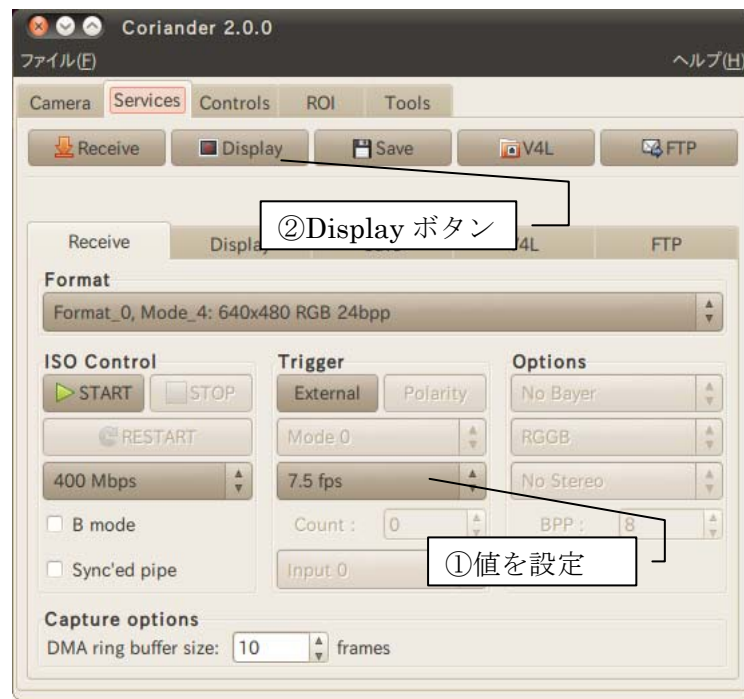 Coriander 2.0.0
ファイル(F) ヘルプ(H)
Camera Services Controls ROI Tools
Receive Display Save V4L FTP
②Display ボタン
Receive Display V4L FTP
Format
Format_0, Mode_4: 640x480 RGB 24bpp
ISO Control Trigger Options
START STOP External Polarity No Bayer
RESTART Mode 0 RGGB
400 Mbps 7.5 fps No Stereo
B mode Count : 0 BPP : 8
①値を設定
Sync'ed pipe Input 0
Capture options
DMA ring buffer size: 10 frames